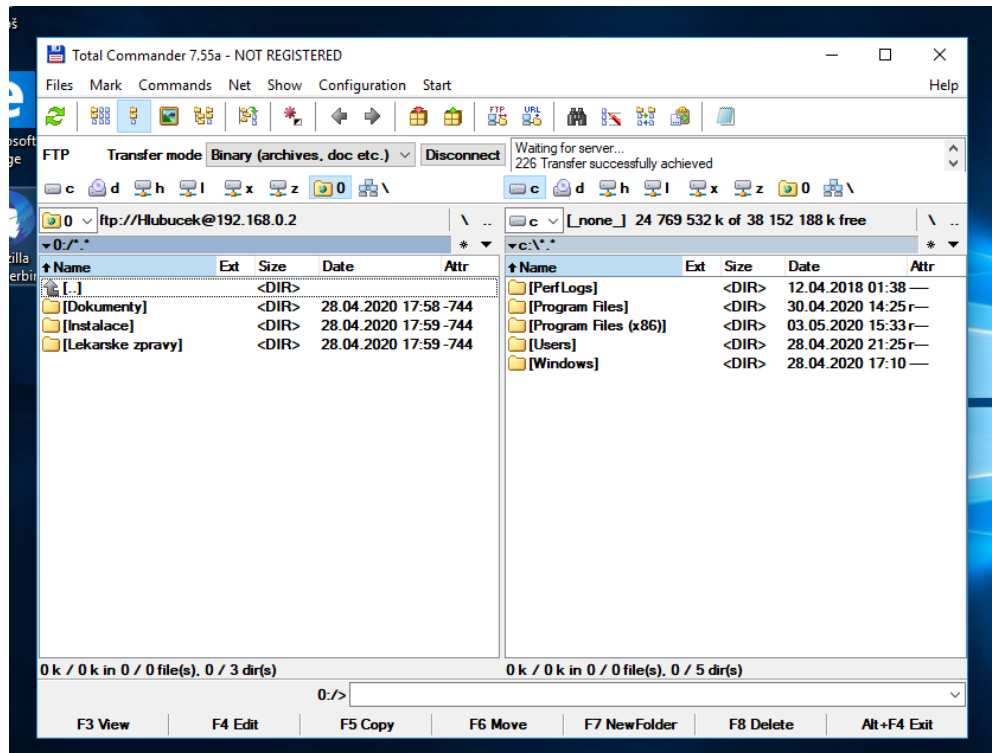 š
Total Commander 7.55a - NOT REGISTERED
Files Mark Commands Net Show Configuration Start Help
FTP URL
osoft
ge
FTP Transfer mode Binary (archives, doc etc.) Disconnect
Waiting for server...
226 Transfer successfully achieved
c d h l x z 0 \
c d h l x z 0 \
0 ftp://Hlubucek@192.168.0.2 \ ..
c [_none_] 24 769 532 k of 38 152 188 k free \ ..
zilla
erbir
0:/*.* *
c:\*.* *
Name Ext Size Date Attr
[..] <DIR>
[Dokumenty] <DIR> 28.04.2020 17:58 -744
[Instalace] <DIR> 28.04.2020 17:59 -744
[Lekarske zpravy] <DIR> 28.04.2020 17:59 -744
Name Ext Size Date Attr
[PerfLogs] <DIR> 12.04.2018 01:38 —
[Program Files] <DIR> 30.04.2020 14:25 r—
[Program Files (x86)] <DIR> 03.05.2020 15:33 r—
[Users] <DIR> 28.04.2020 21:25 r—
[Windows] <DIR> 28.04.2020 17:10 —
0 k / 0 k in 0 / 0 file(s), 0 / 3 dir(s)
0 k / 0 k in 0 / 0 file(s), 0 / 5 dir(s)
0:/>
F3 View F4 Edit F5 Copy F6 Move F7 NewFolder F8 Delete Alt+F4 Exit